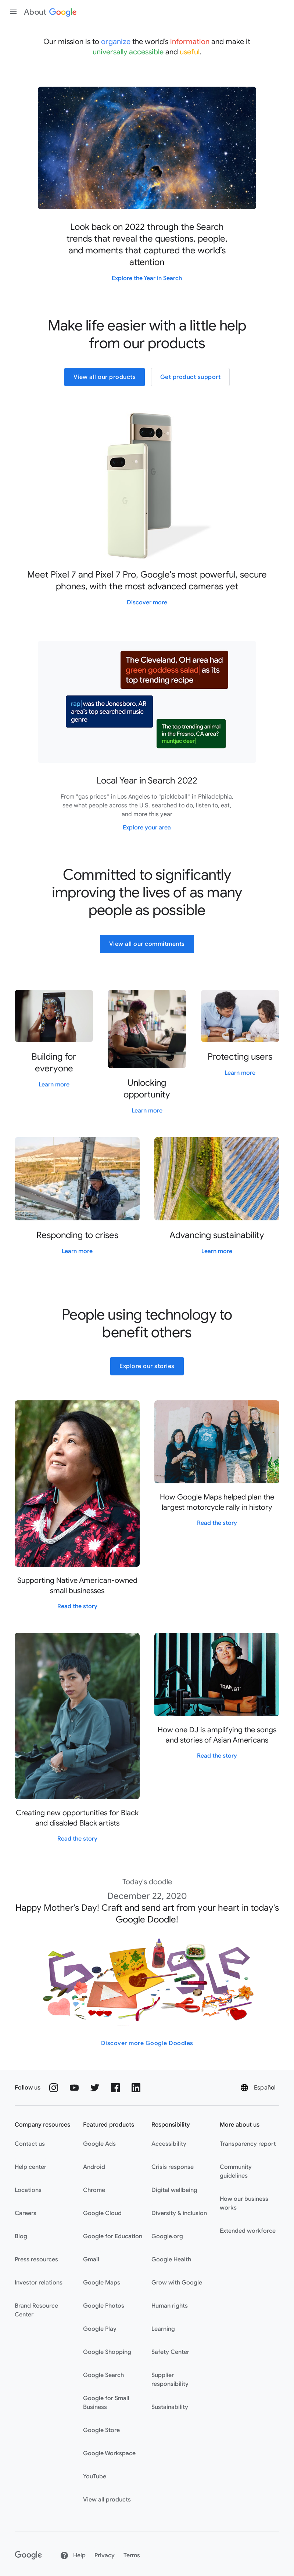 About Google
Our mission is to organize the world's information and make it
universally accessible and useful.
Look back on 2022 through the Search
trends that reveal the questions, people,
and moments that captured the world's
attention
Explore the Year in Search
Make life easier with a little help
from our products
View all our products
Get product support
Meet Pixel 7 and Pixel 7 Pro, Google's most powerful, secure
phones, with the most advanced cameras yet
Discover more
The Cleveland, OH area had
green goddess salad as its
top trending recipe
rap was the Jonesboro, AR
area's top searched music
genre
The top trending animal
in the Fresno, CA area?
muntjac deer
Local Year in Search 2022
From "gas prices" in Los Angeles to "pickleball" in Philadelphia,
see what people across the U.S. searched to do, listen to, eat,
and more this year
Explore your area
Committed to significantly
improving the lives of as many
people as possible
View all our commitments
Building for
everyone
Learn more
Unlocking
opportunity
Learn more
Protecting users
Learn more
Responding to crises
Learn more
Advancing sustainability
Learn more
People using technology to
benefit others
Explore our stories
Supporting Native American-owned
small businesses
Read the story
How Google Maps helped plan the
largest motorcycle rally in history
Read the story
Creating new opportunities for Black
and disabled Black artists
Read the story
How one DJ is amplifying the songs
and stories of Asian Americans
Read the story
Today's doodle
December 22, 2020
Happy Mother's Day! Craft and send art from your heart in today's
Google Doodle!
Discover more Google Doodles
Follow us
Español
Company resources
Contact us
Help center
Locations
Careers
Blog
Press resources
Investor relations
Brand Resource
Center
Featured products
Google Ads
Android
Chrome
Google Cloud
Google for Education
Gmail
Google Maps
Google Photos
Google Play
Google Shopping
Google Search
Google for Small
Business
Google Store
Google Workspace
YouTube
View all products
Responsibility
Accessibility
Crisis response
Digital wellbeing
Diversity & inclusion
Google.org
Google Health
Grow with Google
Human rights
Learning
Safety Center
Supplier
responsibility
Sustainability
More about us
Transparency report
Community
guidelines
How our business
works
Extended workforce
Google
Help
Privacy
Terms